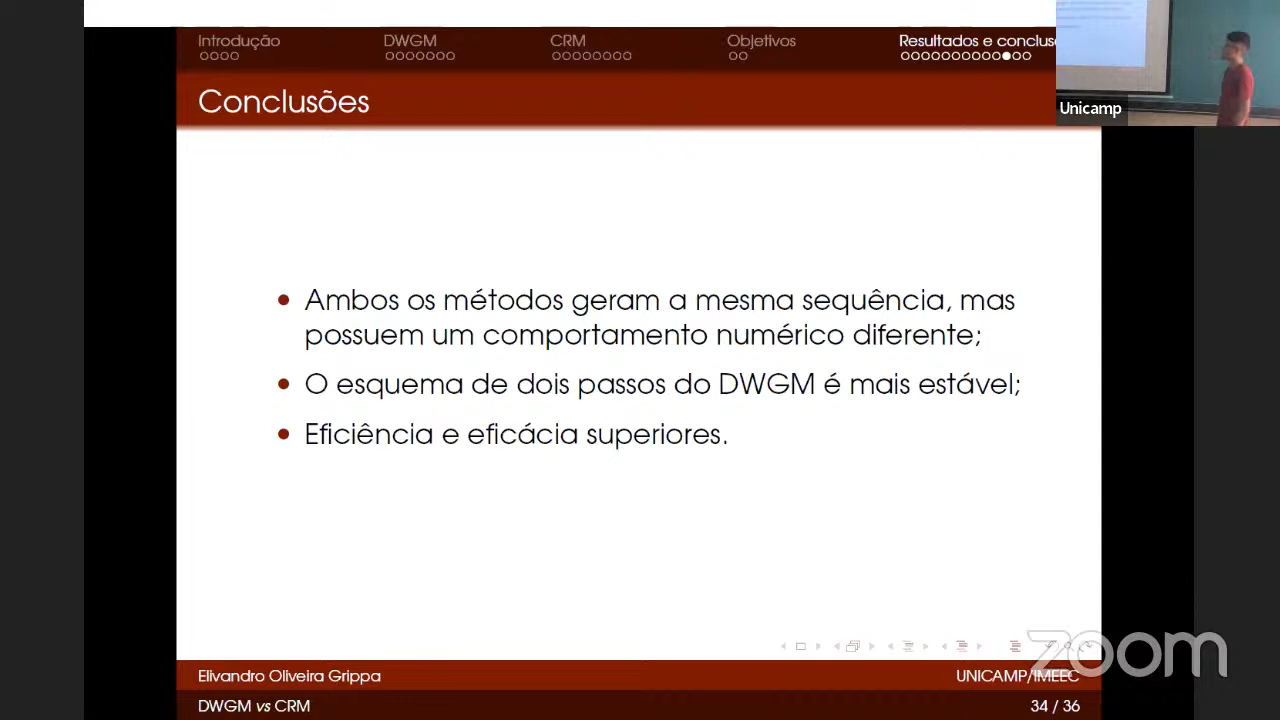 Introdução DWGM CRM Objetivos Resultados e conclus
Unicamp
Conclusões
Ambos os métodos geram a mesma sequência, mas
possuem um comportamento numérico diferente;
O esquema de dois passos do DWGM é mais estável;
Eficiência e eficácia superiores.
zoom
Elivandro Oliveira Grippa UNICAMP/IMEEC
DWGM vs CRM 34 / 36